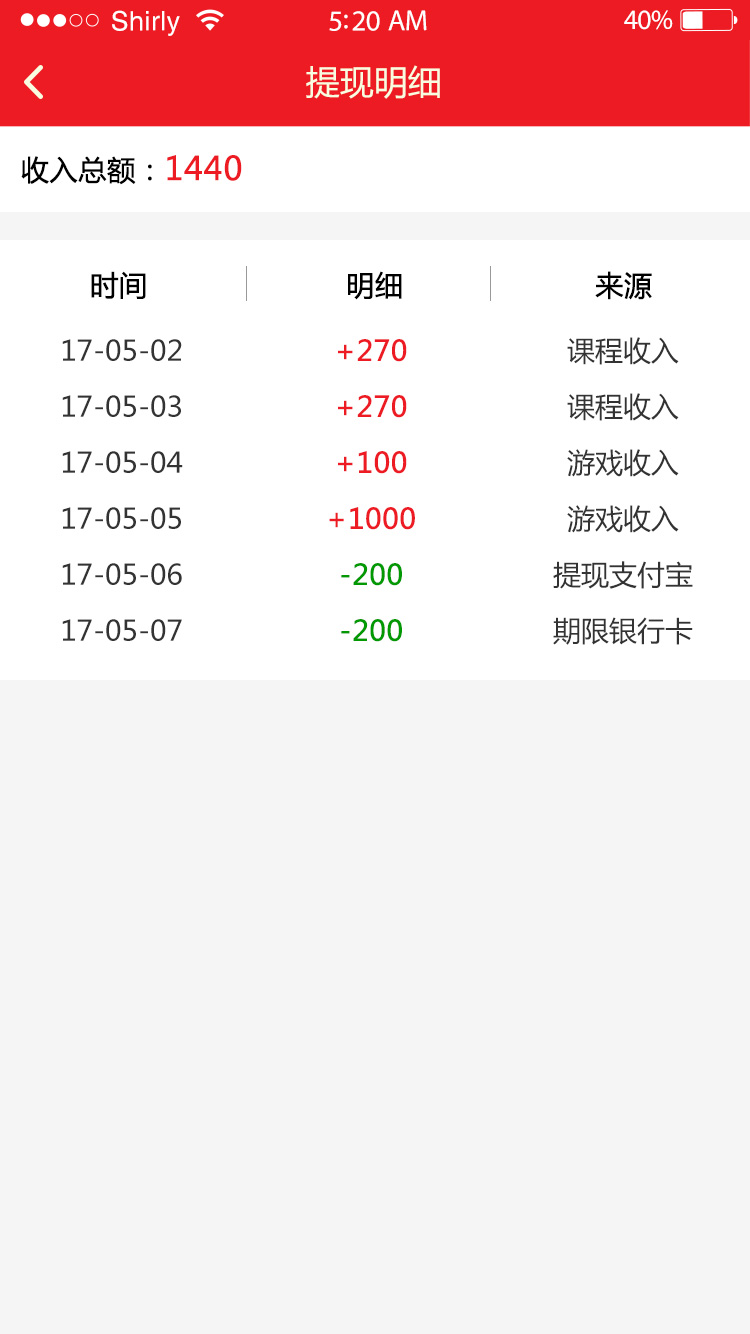 Shirly 5:20 AM 40%
提现明细
收入总额：1440
时间 明细 来源
17-05-02 +270 课程收入
17-05-03 +270 课程收入
17-05-04 +100 游戏收入
17-05-05 +1000 游戏收入
17-05-06 -200 提现支付宝
17-05-07 -200 期限银行卡